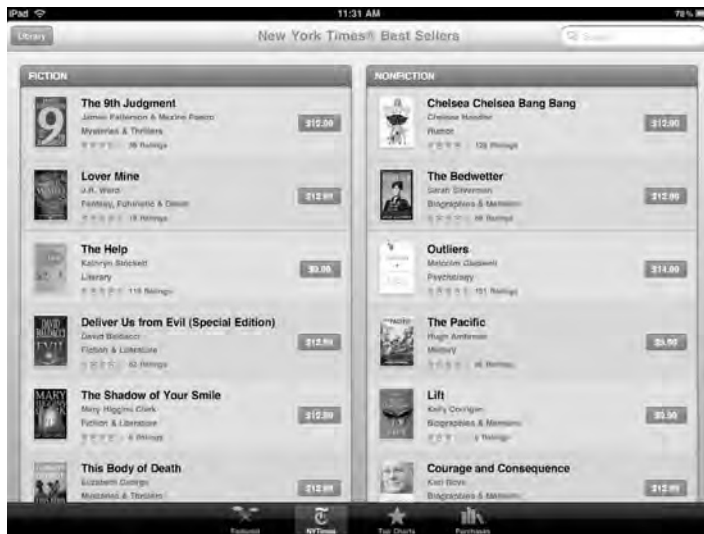 iPad
11:31 AM
78%
Library
New York Times® Best Sellers
Search
FICTION
The 9th Judgment
James Patterson & Maxine Paetro
Mysteries & Thrillers
$12.99
Lover Mine
J.R. Ward
Fantasy, Futuristic & Ghost
$12.99
The Help
Kathryn Stockett
Literary
$9.99
Deliver Us from Evil (Special Edition)
David Baldacci
Fiction & Literature
$12.99
The Shadow of Your Smile
Mary Higgins Clark
Fiction & Literature
$12.99
This Body of Death
Elizabeth George
Mysteries & Thrillers
$12.99
NONFICTION
Chelsea Chelsea Bang Bang
Chelsea Handler
Humor
$12.99
The Bedwetter
Sarah Silverman
Biographies & Memoirs
$12.99
Outliers
Malcolm Gladwell
Psychology
$14.99
The Pacific
Hugh Ambrose
Military
$9.99
Lift
Kelly Corrigan
Biographies & Memoirs
$9.99
Courage and Consequence
Karl Rove
Biographies & Memoirs
$12.99
Featured
NYTimes
Top Charts
Purchases